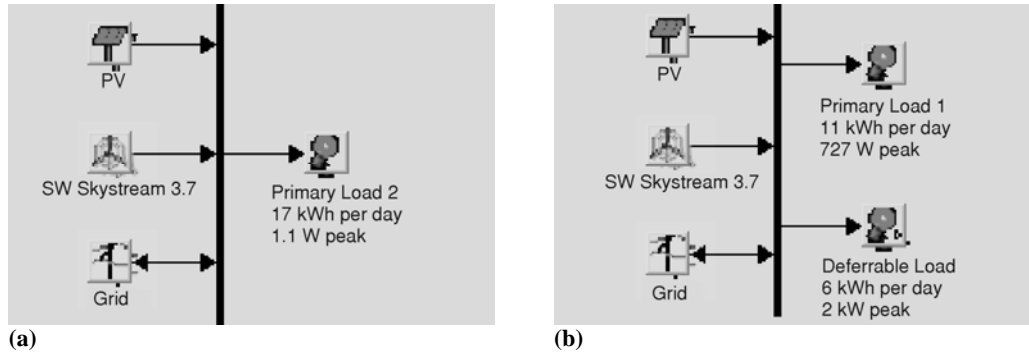 PV
SW Skystream 3.7
Primary Load 2
17 kWh per day
1.1 W peak
Grid
(a)
PV
Primary Load 1
11 kWh per day
727 W peak
SW Skystream 3.7
Deferrable Load
6 kWh per day
2 kW peak
Grid
(b)